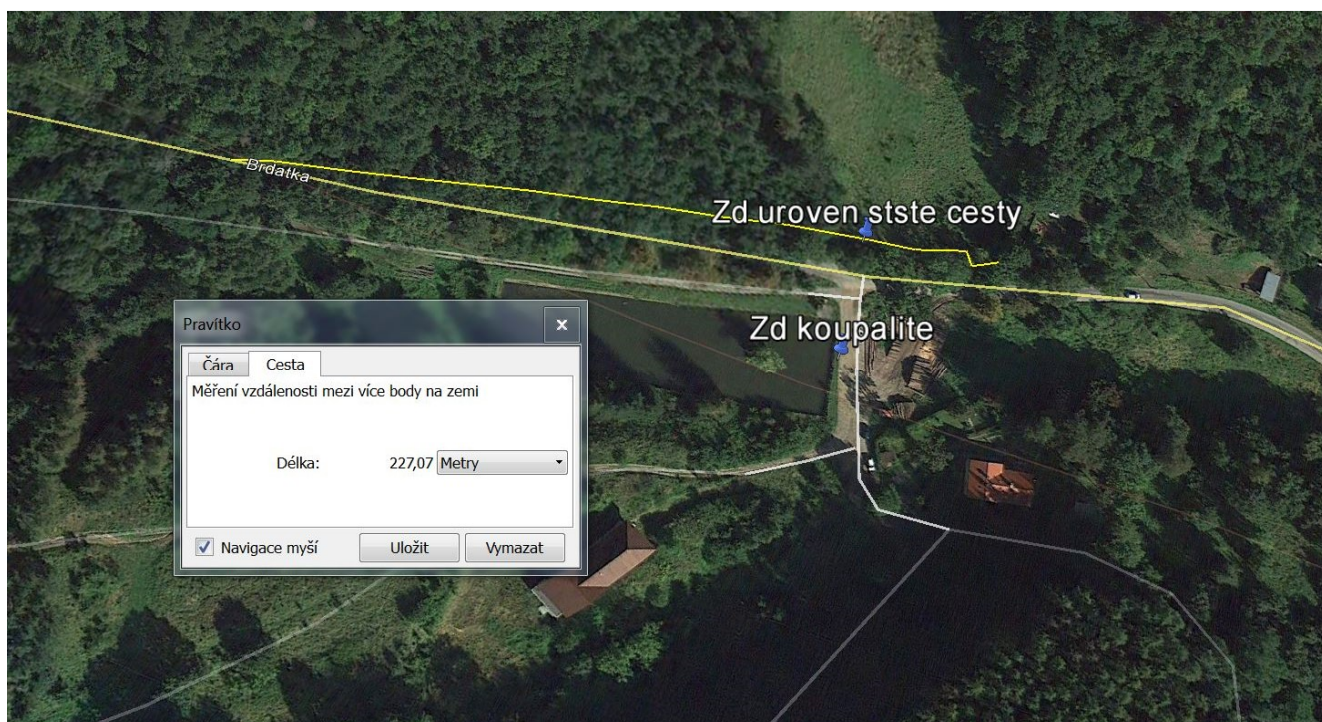 Brdatka
Zd uroven stste cesty
Zd koupalite
Pravítko
x
Čára
Cesta
Měření vzdálenosti mezi více body na zemi
Délka:
227,07
Metry
Navigace myší
Uložit
Vymazat